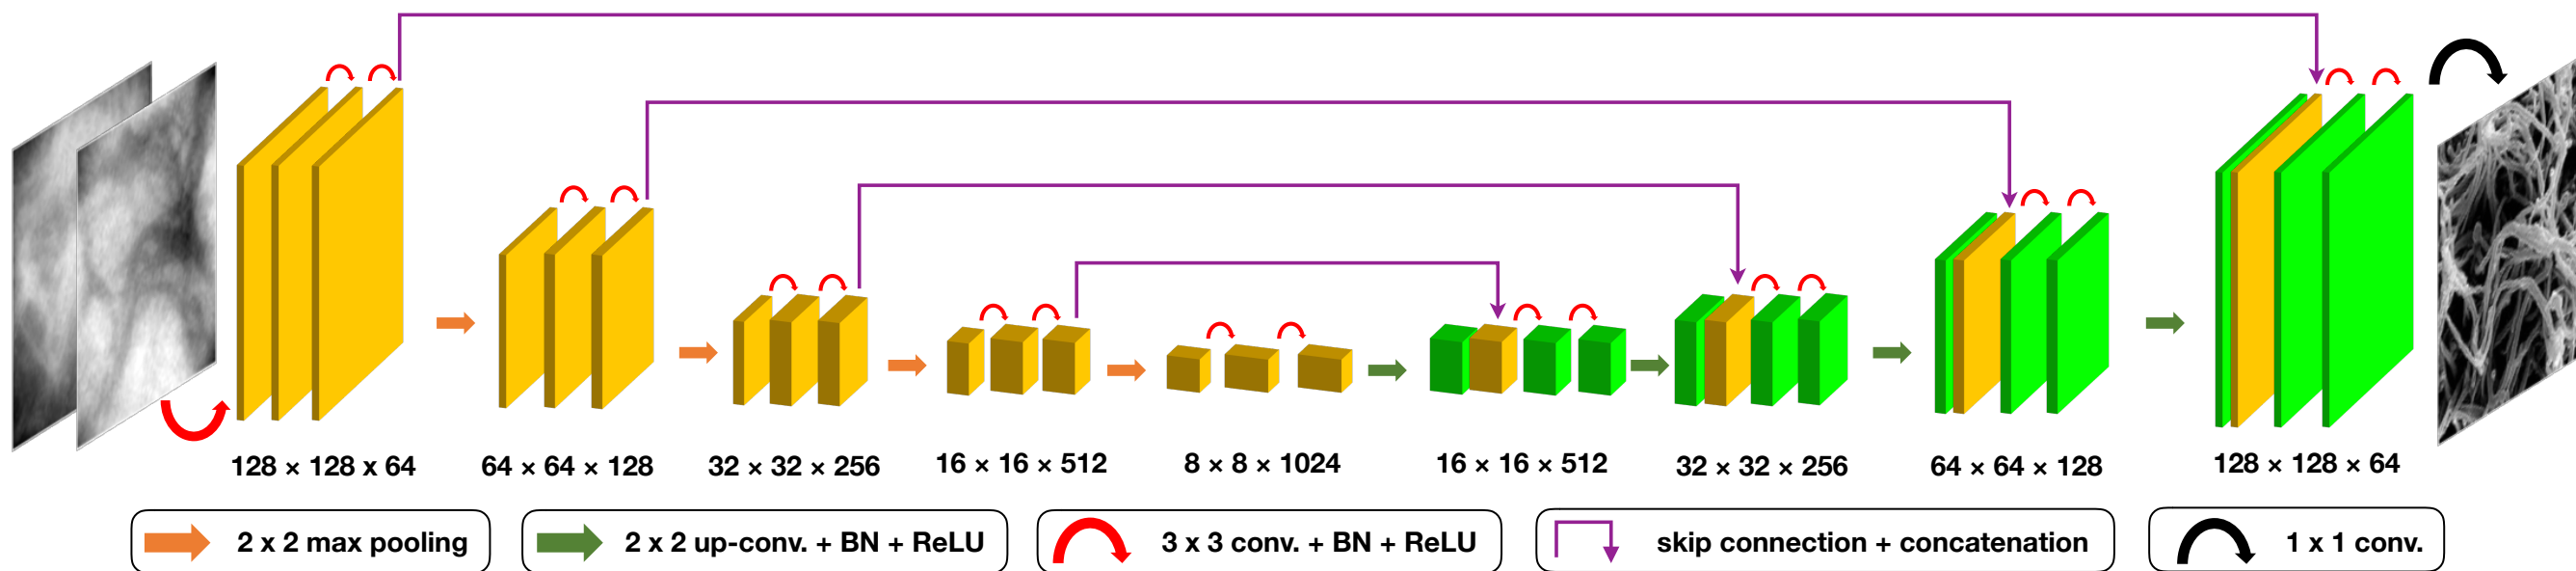 128 × 128 x 64
64 × 64 × 128
32 × 32 × 256
16 × 16 × 512
8 × 8 × 1024
16 × 16 × 512
32 × 32 × 256
64 × 64 × 128
128 × 128 × 64
2 x 2 max pooling
2 x 2 up-conv. + BN + ReLU
3 x 3 conv. + BN + ReLU
skip connection + concatenation
1 x 1 conv.